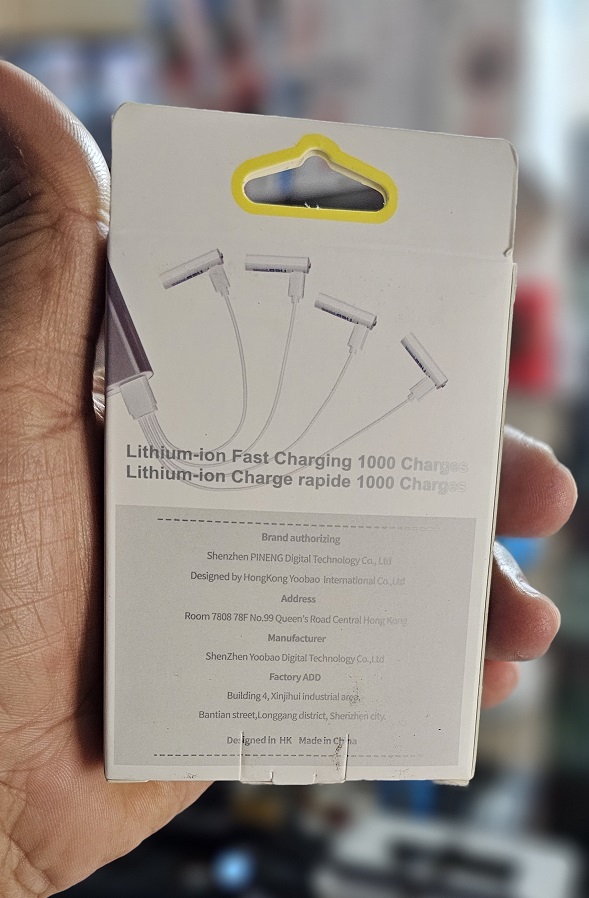 Lithium-ion Fast Charging 1000 Charges
Lithium-ion Charge rapide 1000 Charges
Brand authorizing
Shenzhen PINENG Digital Technology Co., Ltd
Designed by HongKong Yoobao International Co.,Ltd
Address
Room 7808 78F No.99 Queen's Road Central Hong Kong
Manufacturer
ShenZhen Yoobao Digital Technology Co.,Ltd
Factory ADD
Building 4, Xinjihui industrial area,
Bantian street,Longgang district, Shenzhen city.
Designed in HK Made in China